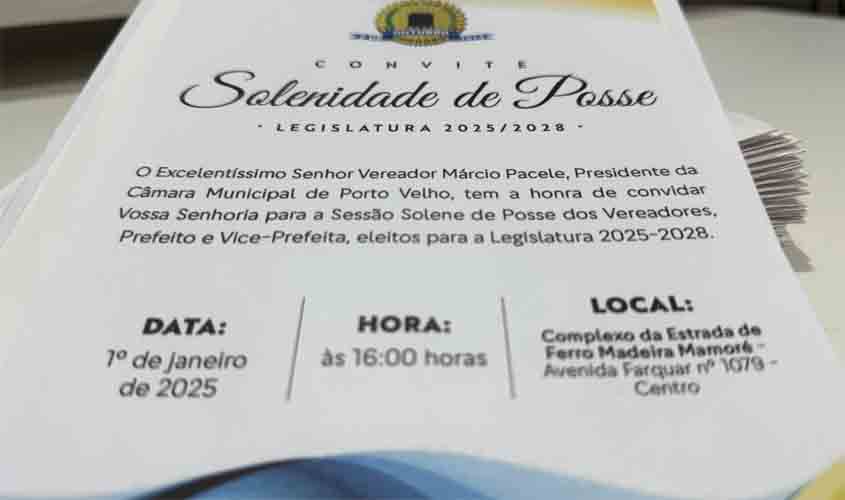 CONVITE
Solenidade de Posse
· LEGISLATURA 2025/2028 ·
O Excelentíssimo Senhor Vereador Márcio Pacele, Presidente da
Câmara Municipal de Porto Velho, tem a honra de convidar
Vossa Senhoria para a Sessão Solene de Posse dos Vereadores,
Prefeito e Vice-Prefeita, eleitos para a Legislatura 2025-2028.
DATA:
1º de janeiro
de 2025
HORA:
às 16:00 horas
LOCAL:
Complexo da Estrada de
Ferro Madeira Mamoré -
Avenida Farquar nº 1079 -
Centro